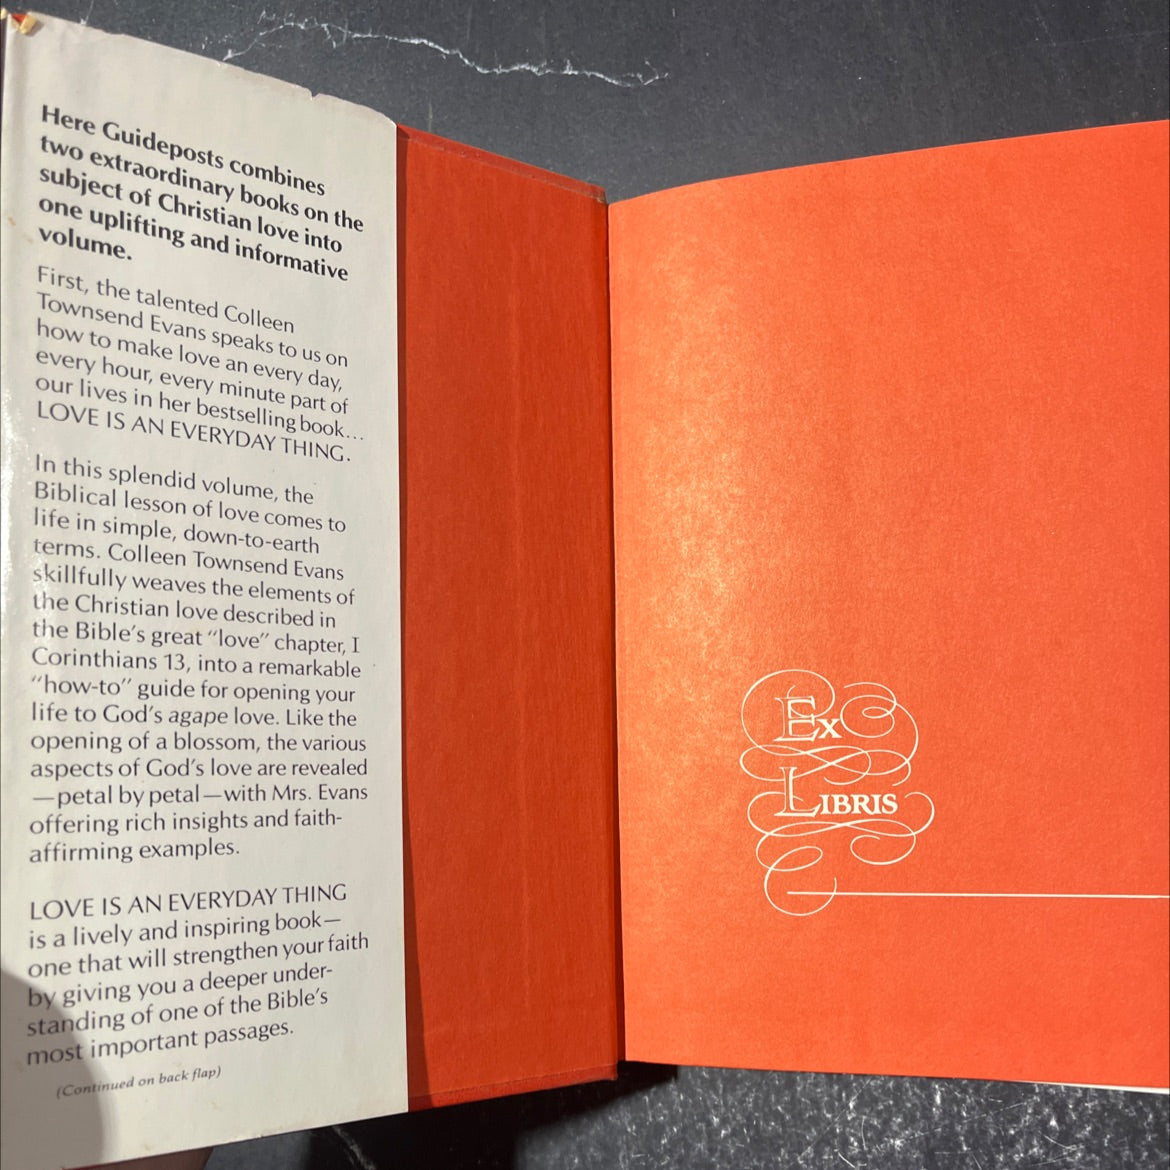 Here Guideposts combines
two extraordinary books on the
subject of Christian love into
one uplifting and informative
volume.
First, the talented Colleen
Townsend Evans speaks to us on
how to make love an every day,
every hour, every minute part of
our lives in her bestselling book...
LOVE IS AN EVERYDAY THING.
In this splendid volume, the
Biblical lesson of love comes to
life in simple, down-to-earth
terms. Colleen Townsend Evans
skillfully weaves the elements of
the Christian love described in
the Bible's great "love" chapter, I
Corinthians 13, into a remarkable
"how-to" guide for opening your
life to God's agape love. Like the
opening of a blossom, the various
aspects of God's love are revealed
—petal by petal—with Mrs. Evans
offering rich insights and faith-
affirming examples.
LOVE IS AN EVERYDAY THING
is a lively and inspiring book—
one that will strengthen your faith
by giving you a deeper under-
standing of one of the Bible's
most important passages.
(Continued on back flap)
EX
LIBRIS